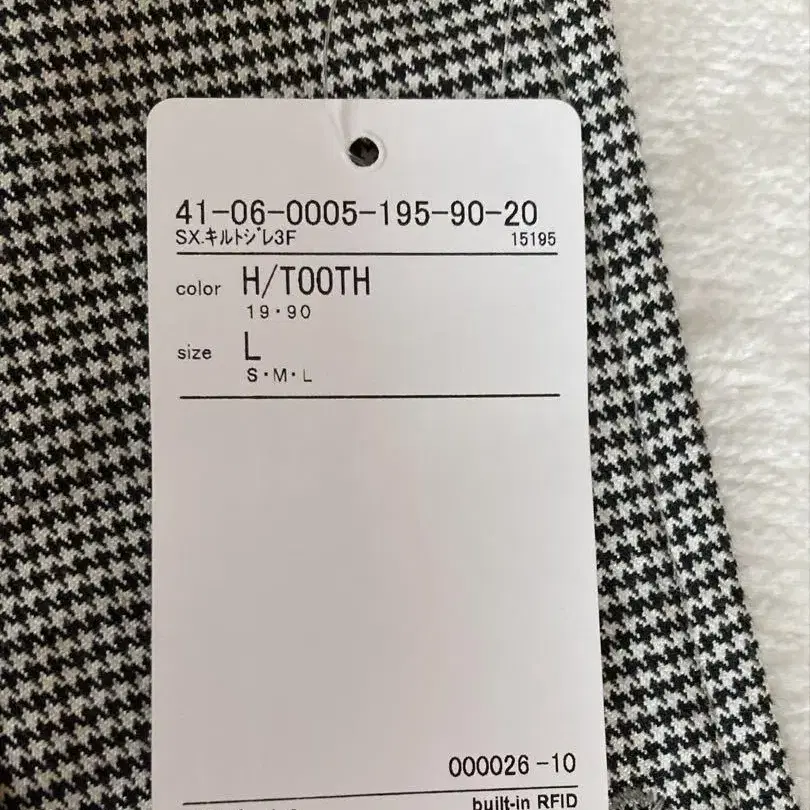 41-06-0005-195-90-20
SX.キルトジレ3F 15195
color H/TOOTH
19・90
size L
S・M・L
000026-10
built-in RFID